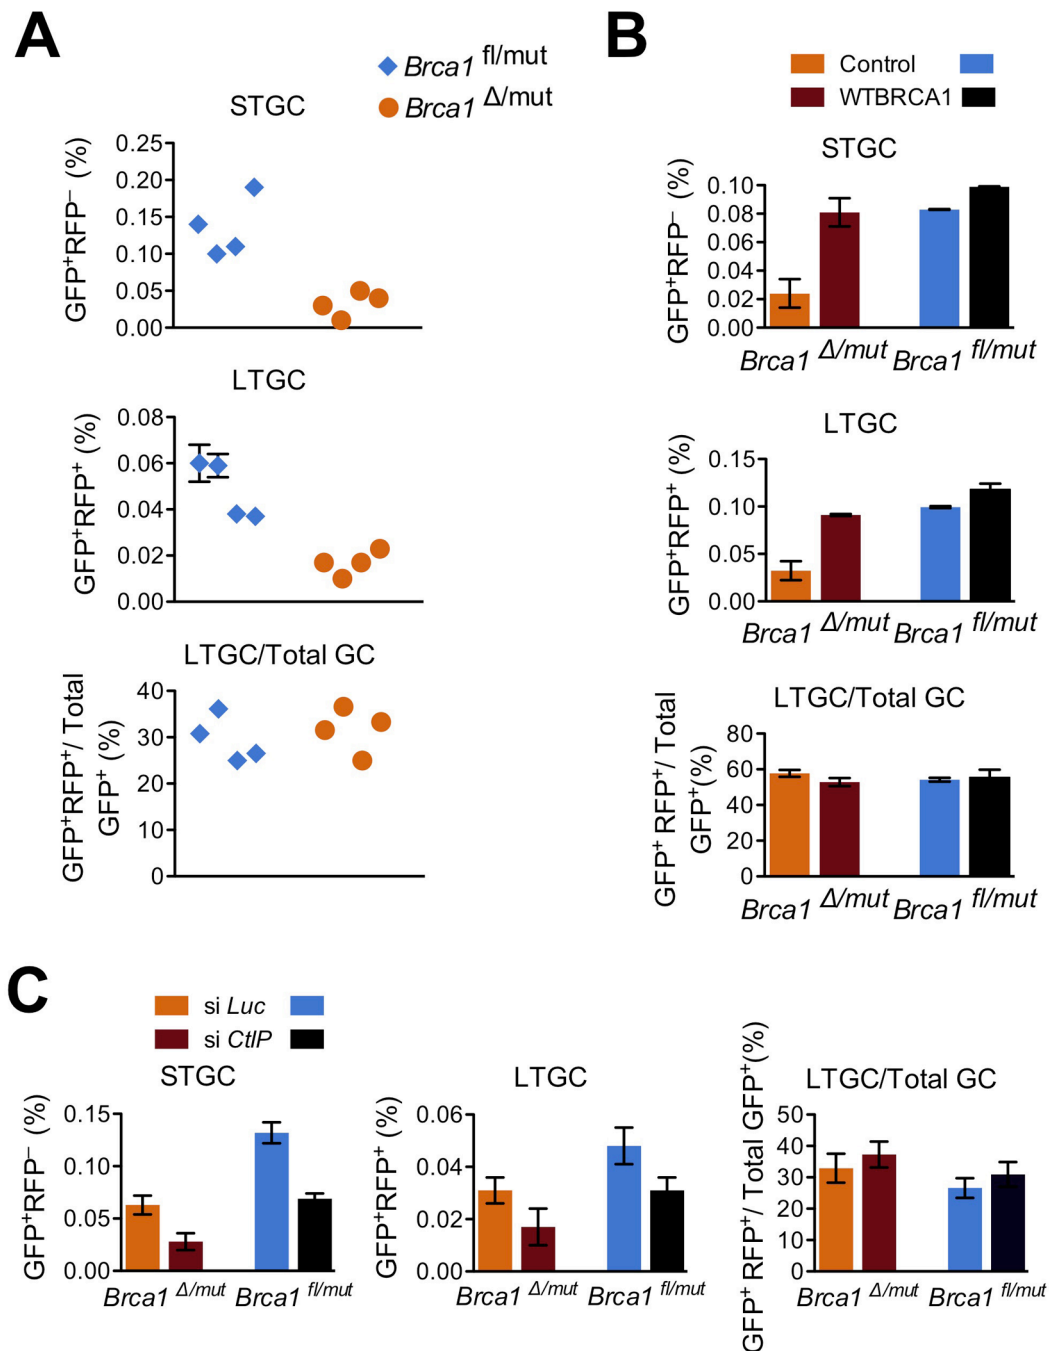 A
Brca1 fl/mut
Brca1 Δ/mut
STGC
GFP+RFP– (%)
0.25
0.20
0.15
0.10
0.05
0.00
LTGC
GFP+RFP+ (%)
0.08
0.06
0.04
0.02
0.00
LTGC/Total GC
GFP+RFP+/ Total
GFP+ (%)
40
30
20
10
0
B
Control
WTBRCA1
STGC
GFP+RFP– (%)
0.10
0.08
0.06
0.04
0.02
0.00
Brca1 Δ/mut Brca1 fl/mut
LTGC
GFP+RFP+ (%)
0.15
0.10
0.05
0.00
Brca1 Δ/mut Brca1 fl/mut
LTGC/Total GC
GFP+ RFP+/ Total
GFP+(%)
80
60
40
20
0
Brca1 Δ/mut Brca1 fl/mut
C
si Luc
si CtIP
STGC
GFP+RFP– (%)
0.15
0.10
0.05
0.00
Brca1 Δ/mut Brca1 fl/mut
LTGC
GFP+RFP+ (%)
0.06
0.04
0.02
0.00
Brca1 Δ/mut Brca1 fl/mut
LTGC/Total GC
GFP+ RFP+/ Total GFP+(%)
50
40
30
20
10
0
Brca1 Δ/mut Brca1 fl/mut